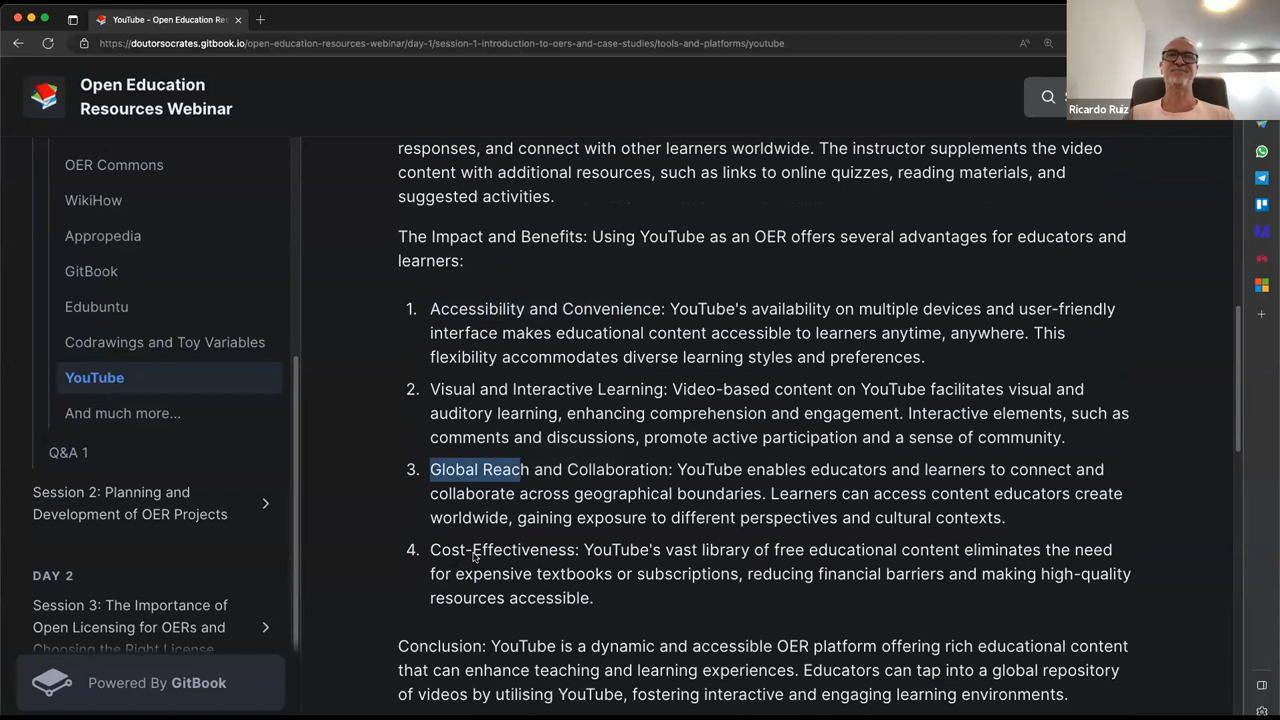 YouTube - Open Education Re
https://doutorsocrates.gitbook.io/open-education-resources-webinar/day-1/session-1-introduction-to-oers-and-case-studies/tools-and-platforms/youtube
Ricardo Ruiz
Open Education
Resources Webinar
OER Commons
WikiHow
Appropedia
GitBook
Edubuntu
Codrawings and Toy Variables
YouTube
And much more...
Q&A 1
Session 2: Planning and
Development of OER Projects
DAY 2
Session 3: The Importance of
Open Licensing for OERs and
Choosing the Right License
Powered By GitBook
responses, and connect with other learners worldwide. The instructor supplements the video
content with additional resources, such as links to online quizzes, reading materials, and
suggested activities.
The Impact and Benefits: Using YouTube as an OER offers several advantages for educators and
learners:
1. Accessibility and Convenience: YouTube's availability on multiple devices and user-friendly
interface makes educational content accessible to learners anytime, anywhere. This
flexibility accommodates diverse learning styles and preferences.
2. Visual and Interactive Learning: Video-based content on YouTube facilitates visual and
auditory learning, enhancing comprehension and engagement. Interactive elements, such as
comments and discussions, promote active participation and a sense of community.
3. Global Reach and Collaboration: YouTube enables educators and learners to connect and
collaborate across geographical boundaries. Learners can access content educators create
worldwide, gaining exposure to different perspectives and cultural contexts.
4. Cost-Effectiveness: YouTube's vast library of free educational content eliminates the need
for expensive textbooks or subscriptions, reducing financial barriers and making high-quality
resources accessible.
Conclusion: YouTube is a dynamic and accessible OER platform offering rich educational content
that can enhance teaching and learning experiences. Educators can tap into a global repository
of videos by utilising YouTube, fostering interactive and engaging learning environments.